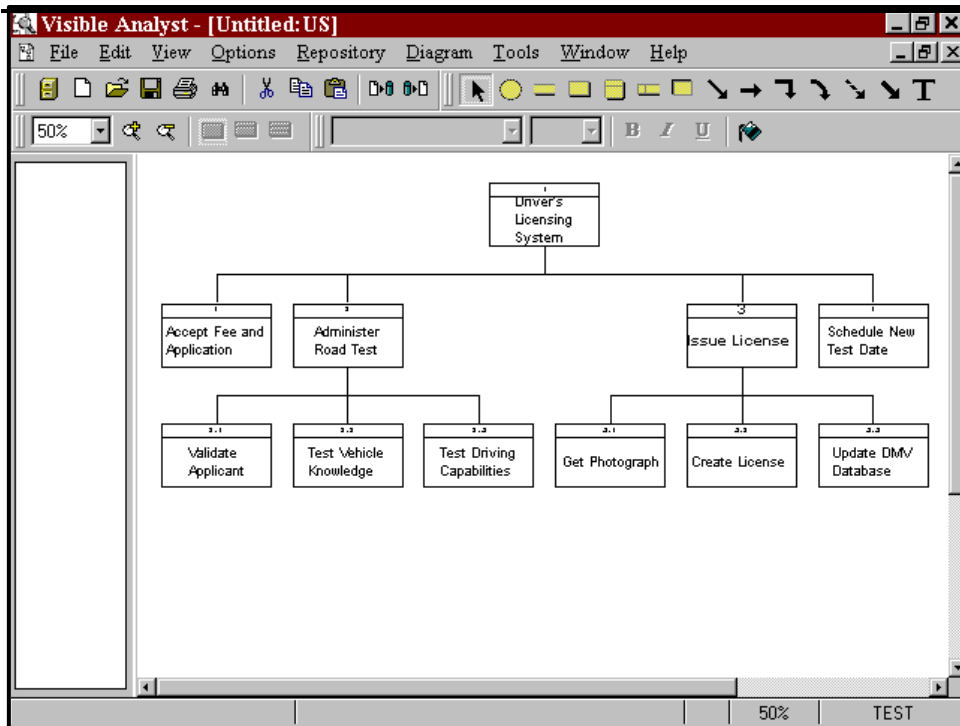 Visible Analyst - [Untitled:US]
File Edit View Options Repository Diagram Tools Window Help
T
50% B I U
Driver's
Licensing
System
Accept Fee and
Application
Administer
Road Test
3
Issue License
Schedule New
Test Date
Validate
Applicant
Test Vehicle
Knowledge
Test Driving
Capabilities
Get Photograph
Create License
Update DMV
Database
50% TEST